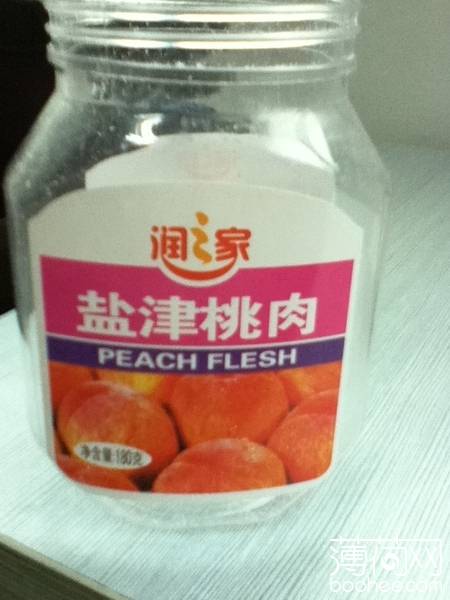 润之家
盐津桃肉
PEACH FLESH
净含量:180克
薄荷网
boohee.com